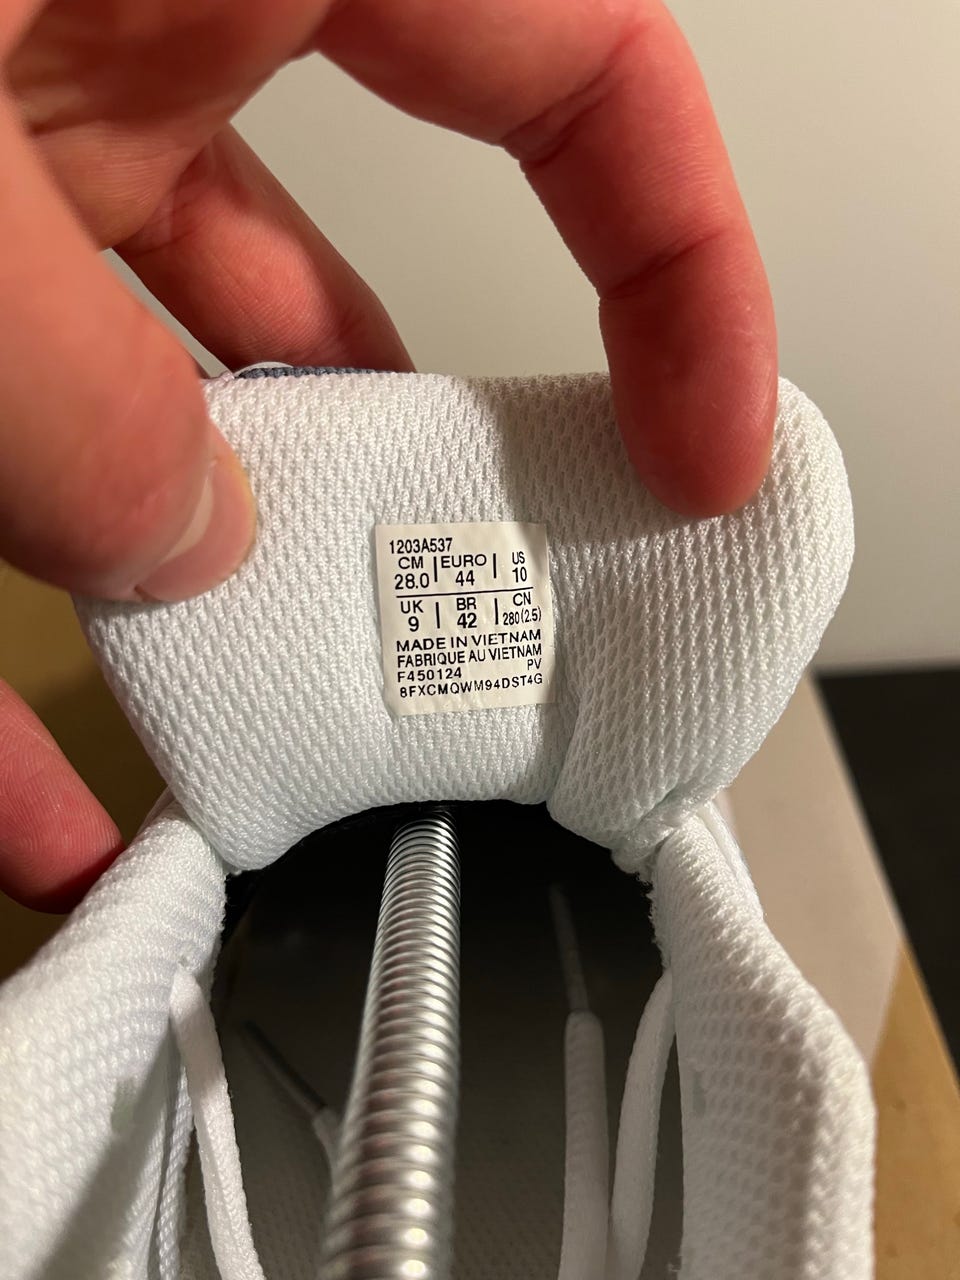 1203A537
CM | EURO | US
28.0 | 44 | 10
UK | BR | CN
9 | 42 | 280(2.5)
MADE IN VIETNAM
FABRIQUE AU VIETNAM
F450124 PV
8FXCMQWM94DST4G